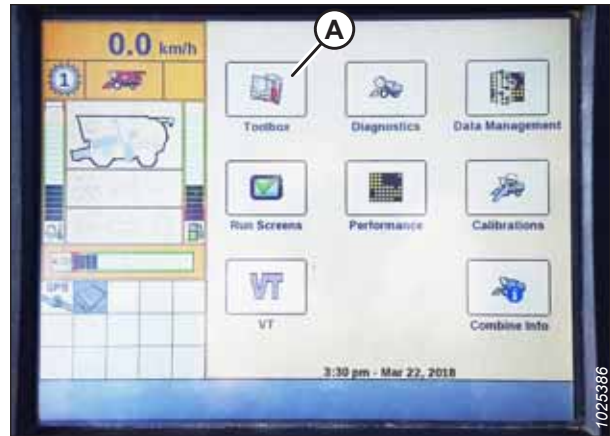 A
0.0 km/h
1
Toolbox
Diagnostics
Data Management
Run Screens
Performance
Calibrations
GPS
VT
VT
Combine Info
3:30 pm - Mar 22, 2018
1025386